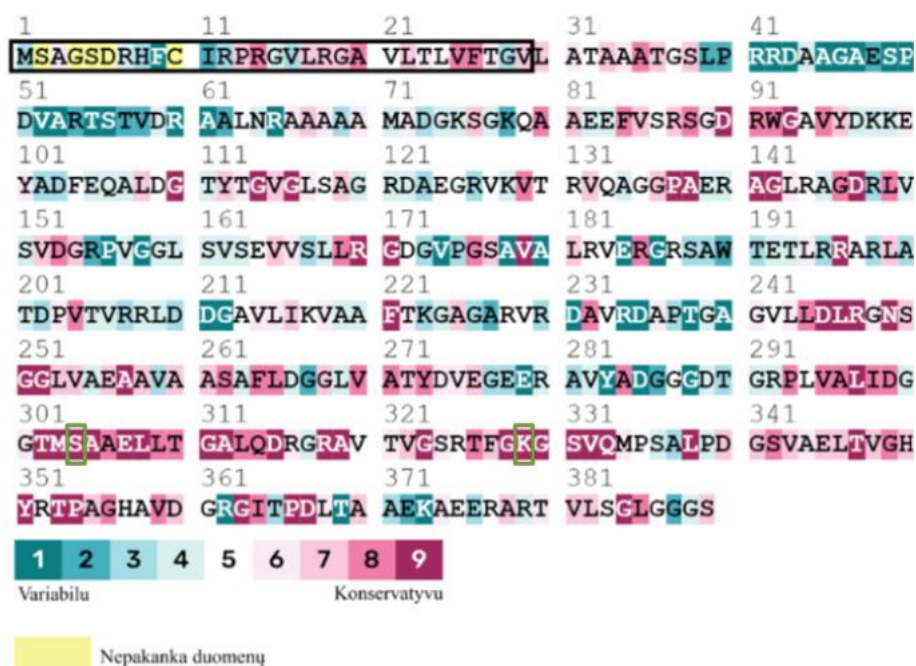 1 11 21 31 41
MSAGSDRHFC IRPRGVLRGA VLTLVFTGVL ATAAATGSLP RRDAAGAESP
51 61 71 81 91
DVARTSTVDR AALNRAAAAA MADGKSGKQA AEEFVSRSGD RWGAVYDKKE
101 111 121 131 141
YADFEQALDG TYTGVGLSAG RDAEGRVKVT RVQAGGPAER AGLRAGDRLV
151 161 171 181 191
SVDGRPVGGL SVSEVVSLLR GDGVPGSAVA LRVERGRSAW TETLRRARLA
201 211 221 231 241
TDPVTVRRLD DGAVLIKVAA FTKGAGARVR DAVRDAPTGA GVLLDLRGNS
251 261 271 281 291
GGLVAEAAVA ASAFLDGGLV ATYDVEGEER AVYADGGGDT GRPLVALIDG
301 311 321 331 341
GTMSAAELLT GALQDRGRAV TVGSRTFGKG SVQMPSALPD GSVAELTVGH
351 361 371 381
YRTPAGHAVD GRGITPDLTA AEKAEERART VLSGLGGGS
1 2 3 4 5 6 7 8 9
Variabilu Konservatyvu
Nepakanka duomenų